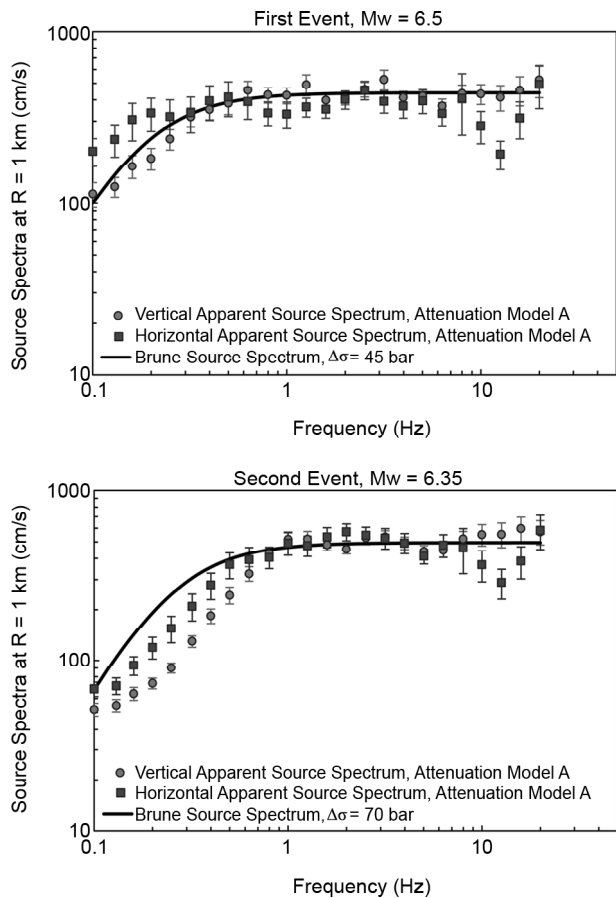 First Event, Mw = 6.5
1000
100
10
Source Spectra at R = 1 km (cm/s)
Vertical Apparent Source Spectrum, Attenuation Model A
Horizontal Apparent Source Spectrum, Attenuation Model A
Brune Source Spectrum, Δσ= 45 bar
0.1 1 10
Frequency (Hz)
Second Event, Mw = 6.35
1000
100
10
Source Spectra at R = 1 km (cm/s)
Vertical Apparent Source Spectrum, Attenuation Model A
Horizontal Apparent Source Spectrum, Attenuation Model A
Brune Source Spectrum, Δσ = 70 bar
0.1 1 10
Frequency (Hz)